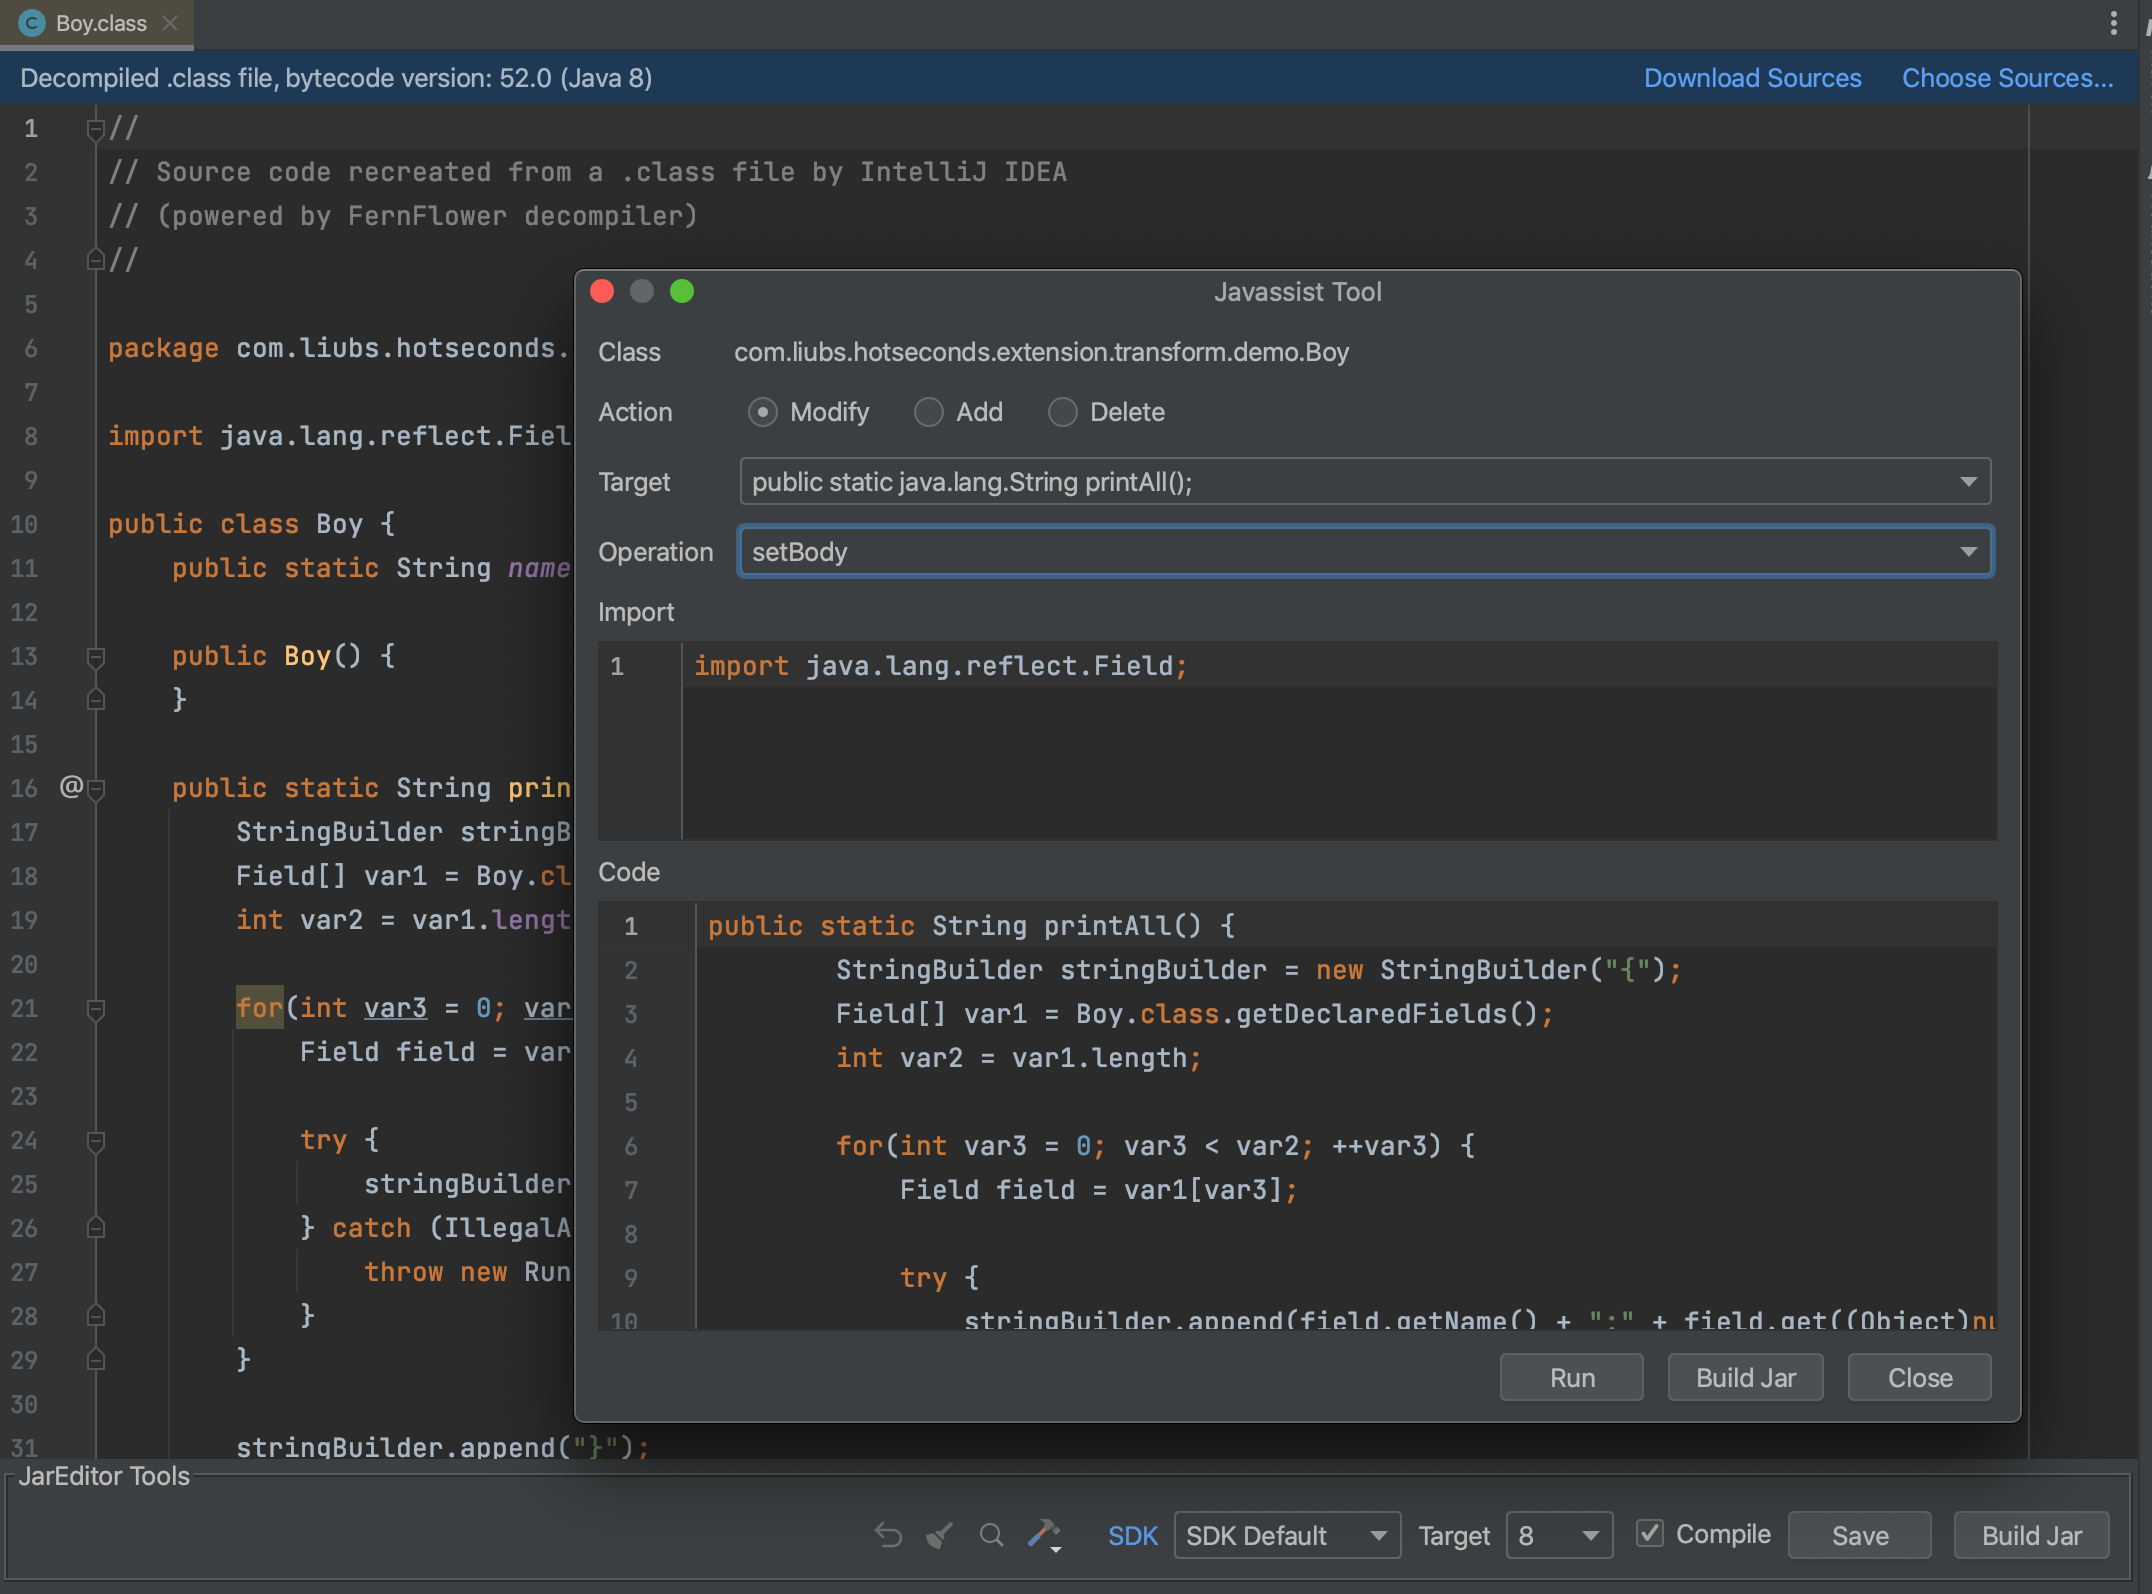 Boy.class
Decompiled .class file, bytecode version: 52.0 (Java 8)
Download Sources
Choose Sources...
1 //
2 // Source code recreated from a .class file by IntelliJ IDEA
3 // (powered by FernFlower decompiler)
4 //
5
6 package com.liubs.hotseconds.
7
8 import java.lang.reflect.Fiel
9
10 public class Boy {
11 public static String name
12
13 public Boy() {
14 }
15
16 @ public static String prin
17 StringBuilder stringB
18 Field[] var1 = Boy.cl
19 int var2 = var1.lengt
20
21 for(int var3 = 0; var
22 Field field = var
23
24 try {
25 stringBuilder
26 } catch (IllegalA
27 throw new Run
28 }
29 }
30
31 stringBuilder.append("}");
Javassist Tool
Class com.liubs.hotseconds.extension.transform.demo.Boy
Action Modify Add Delete
Target public static java.lang.String printAll();
Operation setBody
Import
1 import java.lang.reflect.Field;
Code
1 public static String printAll() {
2 StringBuilder stringBuilder = new StringBuilder("{");
3 Field[] var1 = Boy.class.getDeclaredFields();
4 int var2 = var1.length;
5
6 for(int var3 = 0; var3 < var2; ++var3) {
7 Field field = var1[var3];
8
9 try {
10 stringBuilder.append(field.getName() + ":" + field.get((Object)nu
Run Build Jar Close
JarEditor Tools
SDK SDK Default Target 8 Compile Save Build Jar